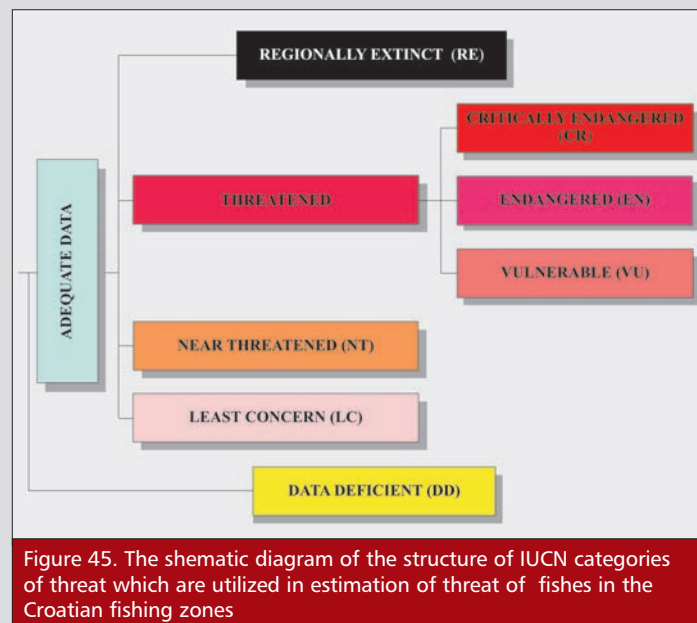 REGIONALLY EXTINCT (RE)
CRITICALLY ENDANGERED
(CR)
THREATENED
ENDANGERED (EN)
VULNERABLE (VU)
ADEQUATE DATA
NEAR THREATENED (NT)
LEAST CONCERN (LC)
DATA DEFICIENT (DD)
Figure 45. The shematic diagram of the structure of IUCN categories
of threat which are utilized in estimation of threat of fishes in the
Croatian fishing zones